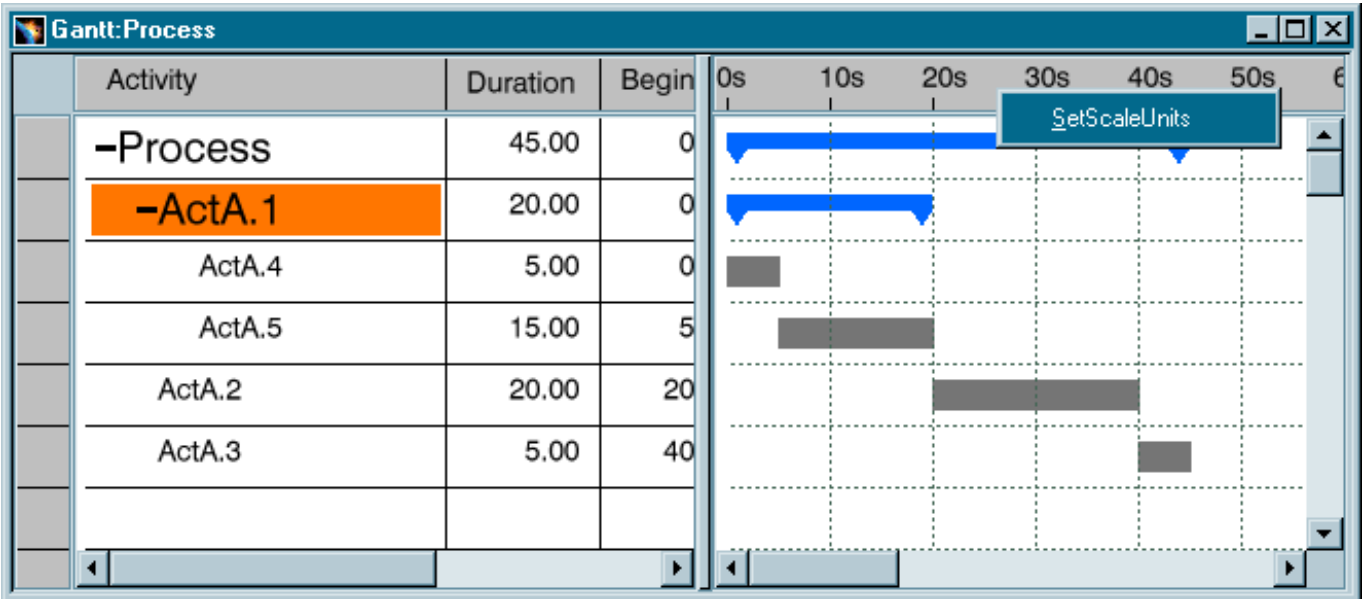 Gantt:Process
Activity Duration Begin 0s 10s 20s 30s 40s 50s 6
SetScaleUnits
−Process 45.00 0
−ActA.1 20.00 0
ActA.4 5.00 0
ActA.5 15.00 5
ActA.2 20.00 20
ActA.3 5.00 40